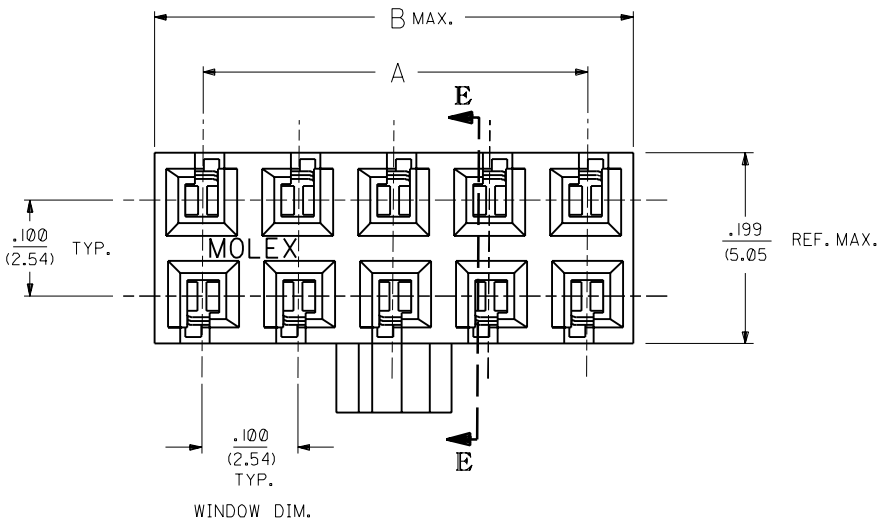 B MAX.
A
E
.100
(2.54)
TYP.
MOLEX
.199
(5.05
REF. MAX.
.100
(2.54)
TYP.
E
WINDOW DIM.